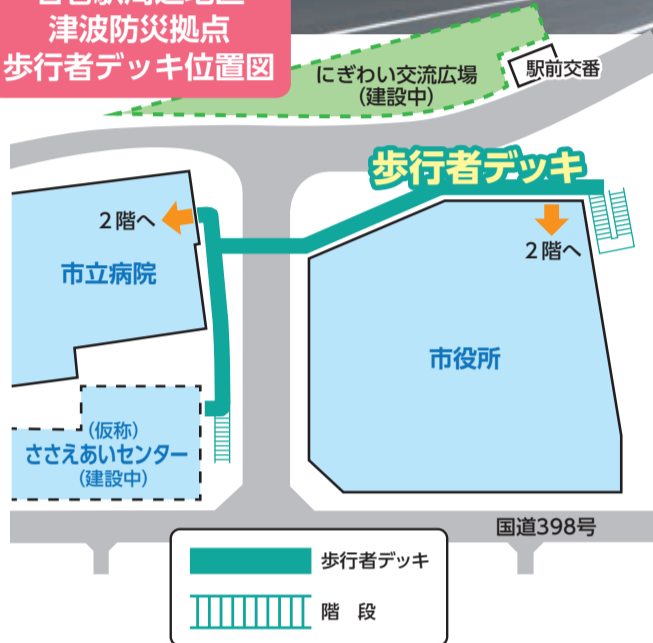 津波防災拠点
歩行者デッキ位置図
にぎわい交流広場
(建設中)
駅前交番
歩行者デッキ
2階へ
2階へ
市立病院
市役所
(仮称)
ささえあいセンター
(建設中)
国道398号
歩行者デッキ
階 段